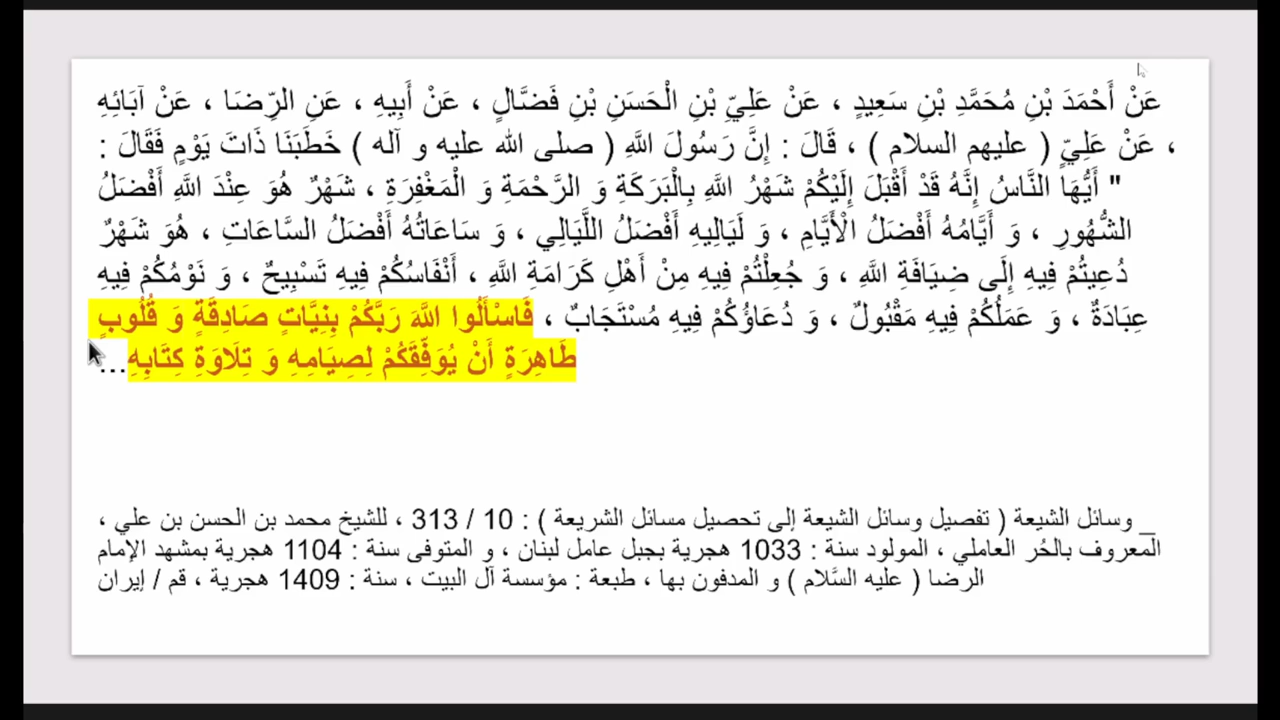 عَنْ أَحْمَدَ بْنِ مُحَمَّدِ بْنِ سَعِيدٍ ، عَنْ عَلِيِّ بْنِ الْحَسَنِ بْنِ فَضَّالٍ ، عَنْ أَبِيهِ ، عَنِ الرِّضَا ، عَنْ آبَائِهِ
، عَنْ عَلِيٍّ ( عليهم السلام ) ، قَالَ : إِنَّ رَسُولَ اللَّهِ ( صلى الله عليه و آله ) خَطَبَنَا ذَاتَ يَوْمٍ فَقَالَ :
" أَيُّهَا النَّاسُ إِنَّهُ قَدْ أَقْبَلَ إِلَيْكُمْ شَهْرُ اللَّهِ بِالْبَرَكَةِ وَ الرَّحْمَةِ وَ الْمَغْفِرَةِ ، شَهْرٌ هُوَ عِنْدَ اللَّهِ أَفْضَلُ
الشُّهُورِ ، وَ أَيَّامُهُ أَفْضَلُ الْأَيَّامِ ، وَ لَيَالِيهِ أَفْضَلُ اللَّيَالِي ، وَ سَاعَاتُهُ أَفْضَلُ السَّاعَاتِ ، هُوَ شَهْرٌ
دُعِيتُمْ فِيهِ إِلَى ضِيَافَةِ اللَّهِ ، وَ جُعِلْتُمْ فِيهِ مِنْ أَهْلِ كَرَامَةِ اللَّهِ ، أَنْفَاسُكُمْ فِيهِ تَسْبِيحٌ ، وَ نَوْمُكُمْ فِيهِ
عِبَادَةٌ ، وَ عَمَلُكُمْ فِيهِ مَقْبُولٌ ، وَ دُعَاؤُكُمْ فِيهِ مُسْتَجَابٌ ، فَاسْأَلُوا اللَّهَ رَبَّكُمْ بِنِيَّاتٍ صَادِقَةٍ وَ قُلُوبٍ
طَاهِرَةٍ أَنْ يُوَفِّقَكُمْ لِصِيَامِهِ وَ تِلَاوَةِ كِتَابِهِ...
_ وسائل الشيعة ( تفصيل وسائل الشيعة إلى تحصيل مسائل الشريعة ) : 10 / 313 ، للشيخ محمد بن الحسن بن علي ،
المعروف بالحُر العاملي ، المولود سنة : 1033 هجرية بجبل عامل لبنان ، و المتوفى سنة : 1104 هجرية بمشهد الإمام
الرضا ( عليه السَّلام ) و المدفون بها ، طبعة : مؤسسة آل البيت ، سنة : 1409 هجرية ، قم / إيران